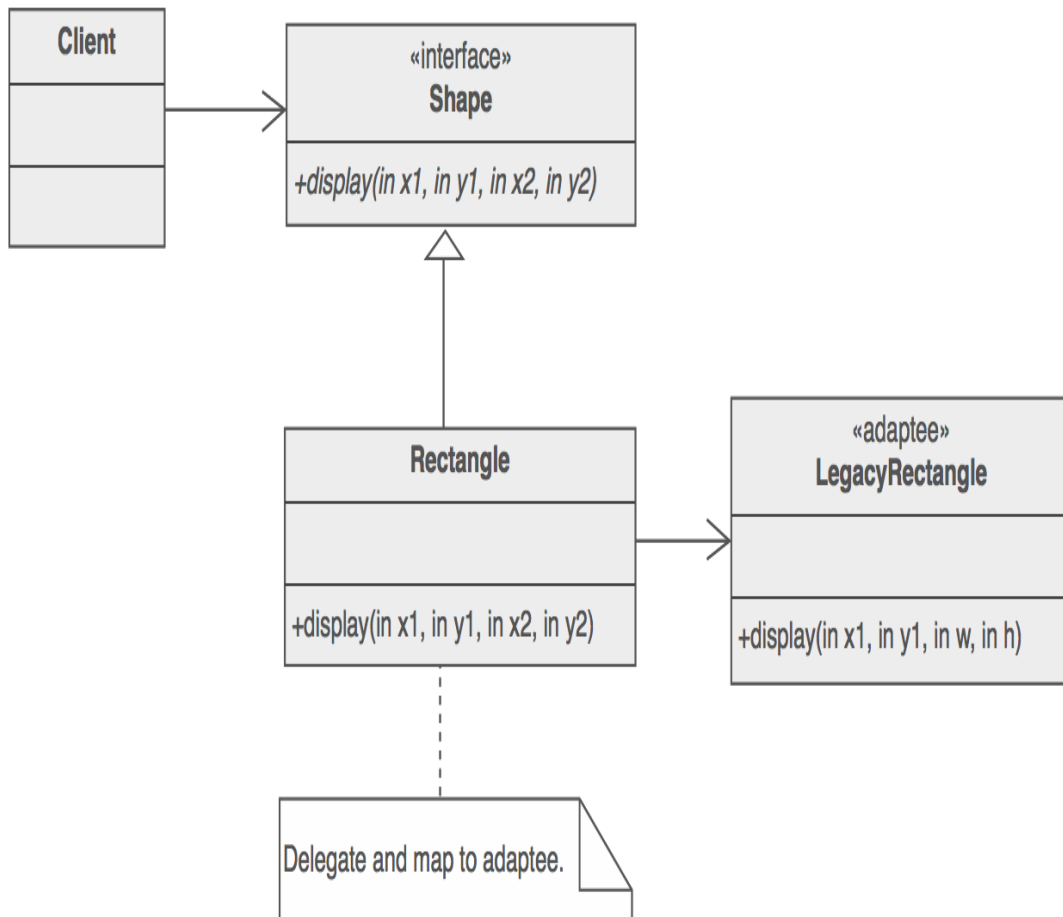 Client
«interface»
Shape
+display(in x1, in y1, in x2, in y2)
Rectangle
+display(in x1, in y1, in x2, in y2)
«adaptee»
LegacyRectangle
+display(in x1, in y1, in w, in h)
Delegate and map to adaptee.